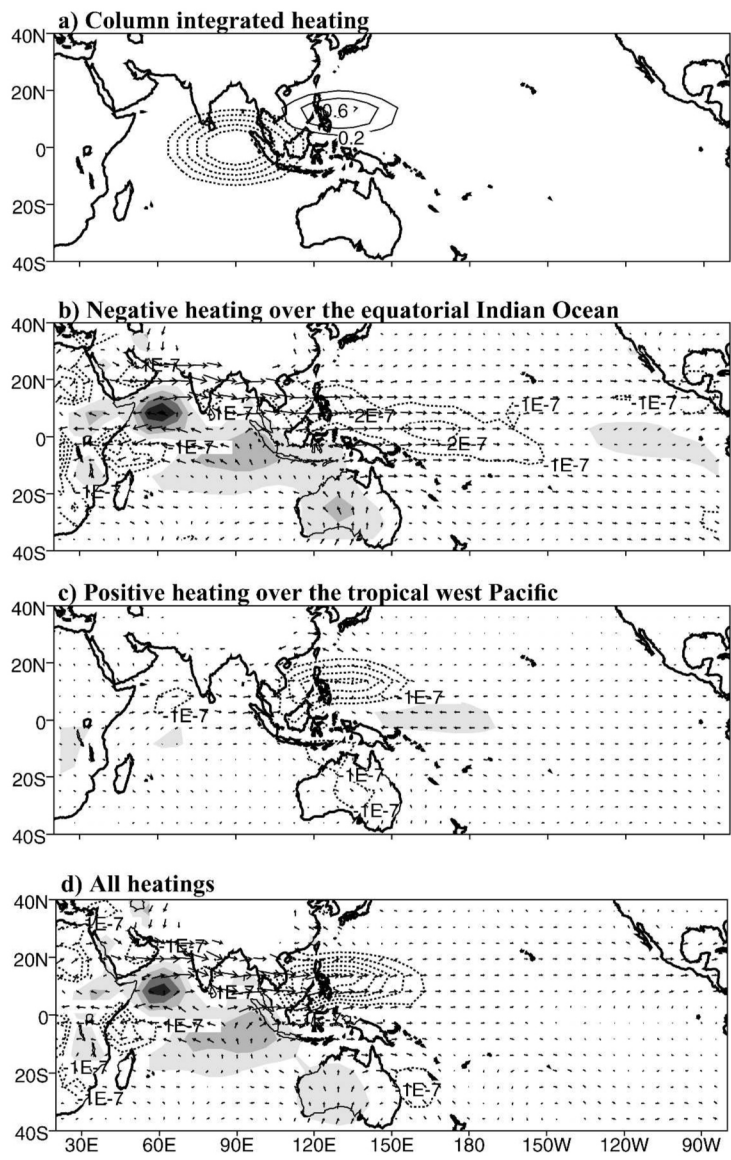 a) Column integrated heating
40N
20N
0.6
0.2
0
20S
40S
b) Negative heating over the equatorial Indian Ocean
40N
1E-7
20N
1E-7
-1E-7
-1E-7
2E-7
0
1E-7
2E-7
-1E-7
1E-7
20S
40S
c) Positive heating over the tropical west Pacific
40N
20N
-1E-7
-1E-7
0
1E-7
20S
-1E-7
40S
d) All heatings
40N
1E-7
1E-7
20N
1E-7
0
1E-7
1E-7
20S
-1E-7
-1E-7
40S
30E 60E 90E 120E 150E 150W 120W 90W